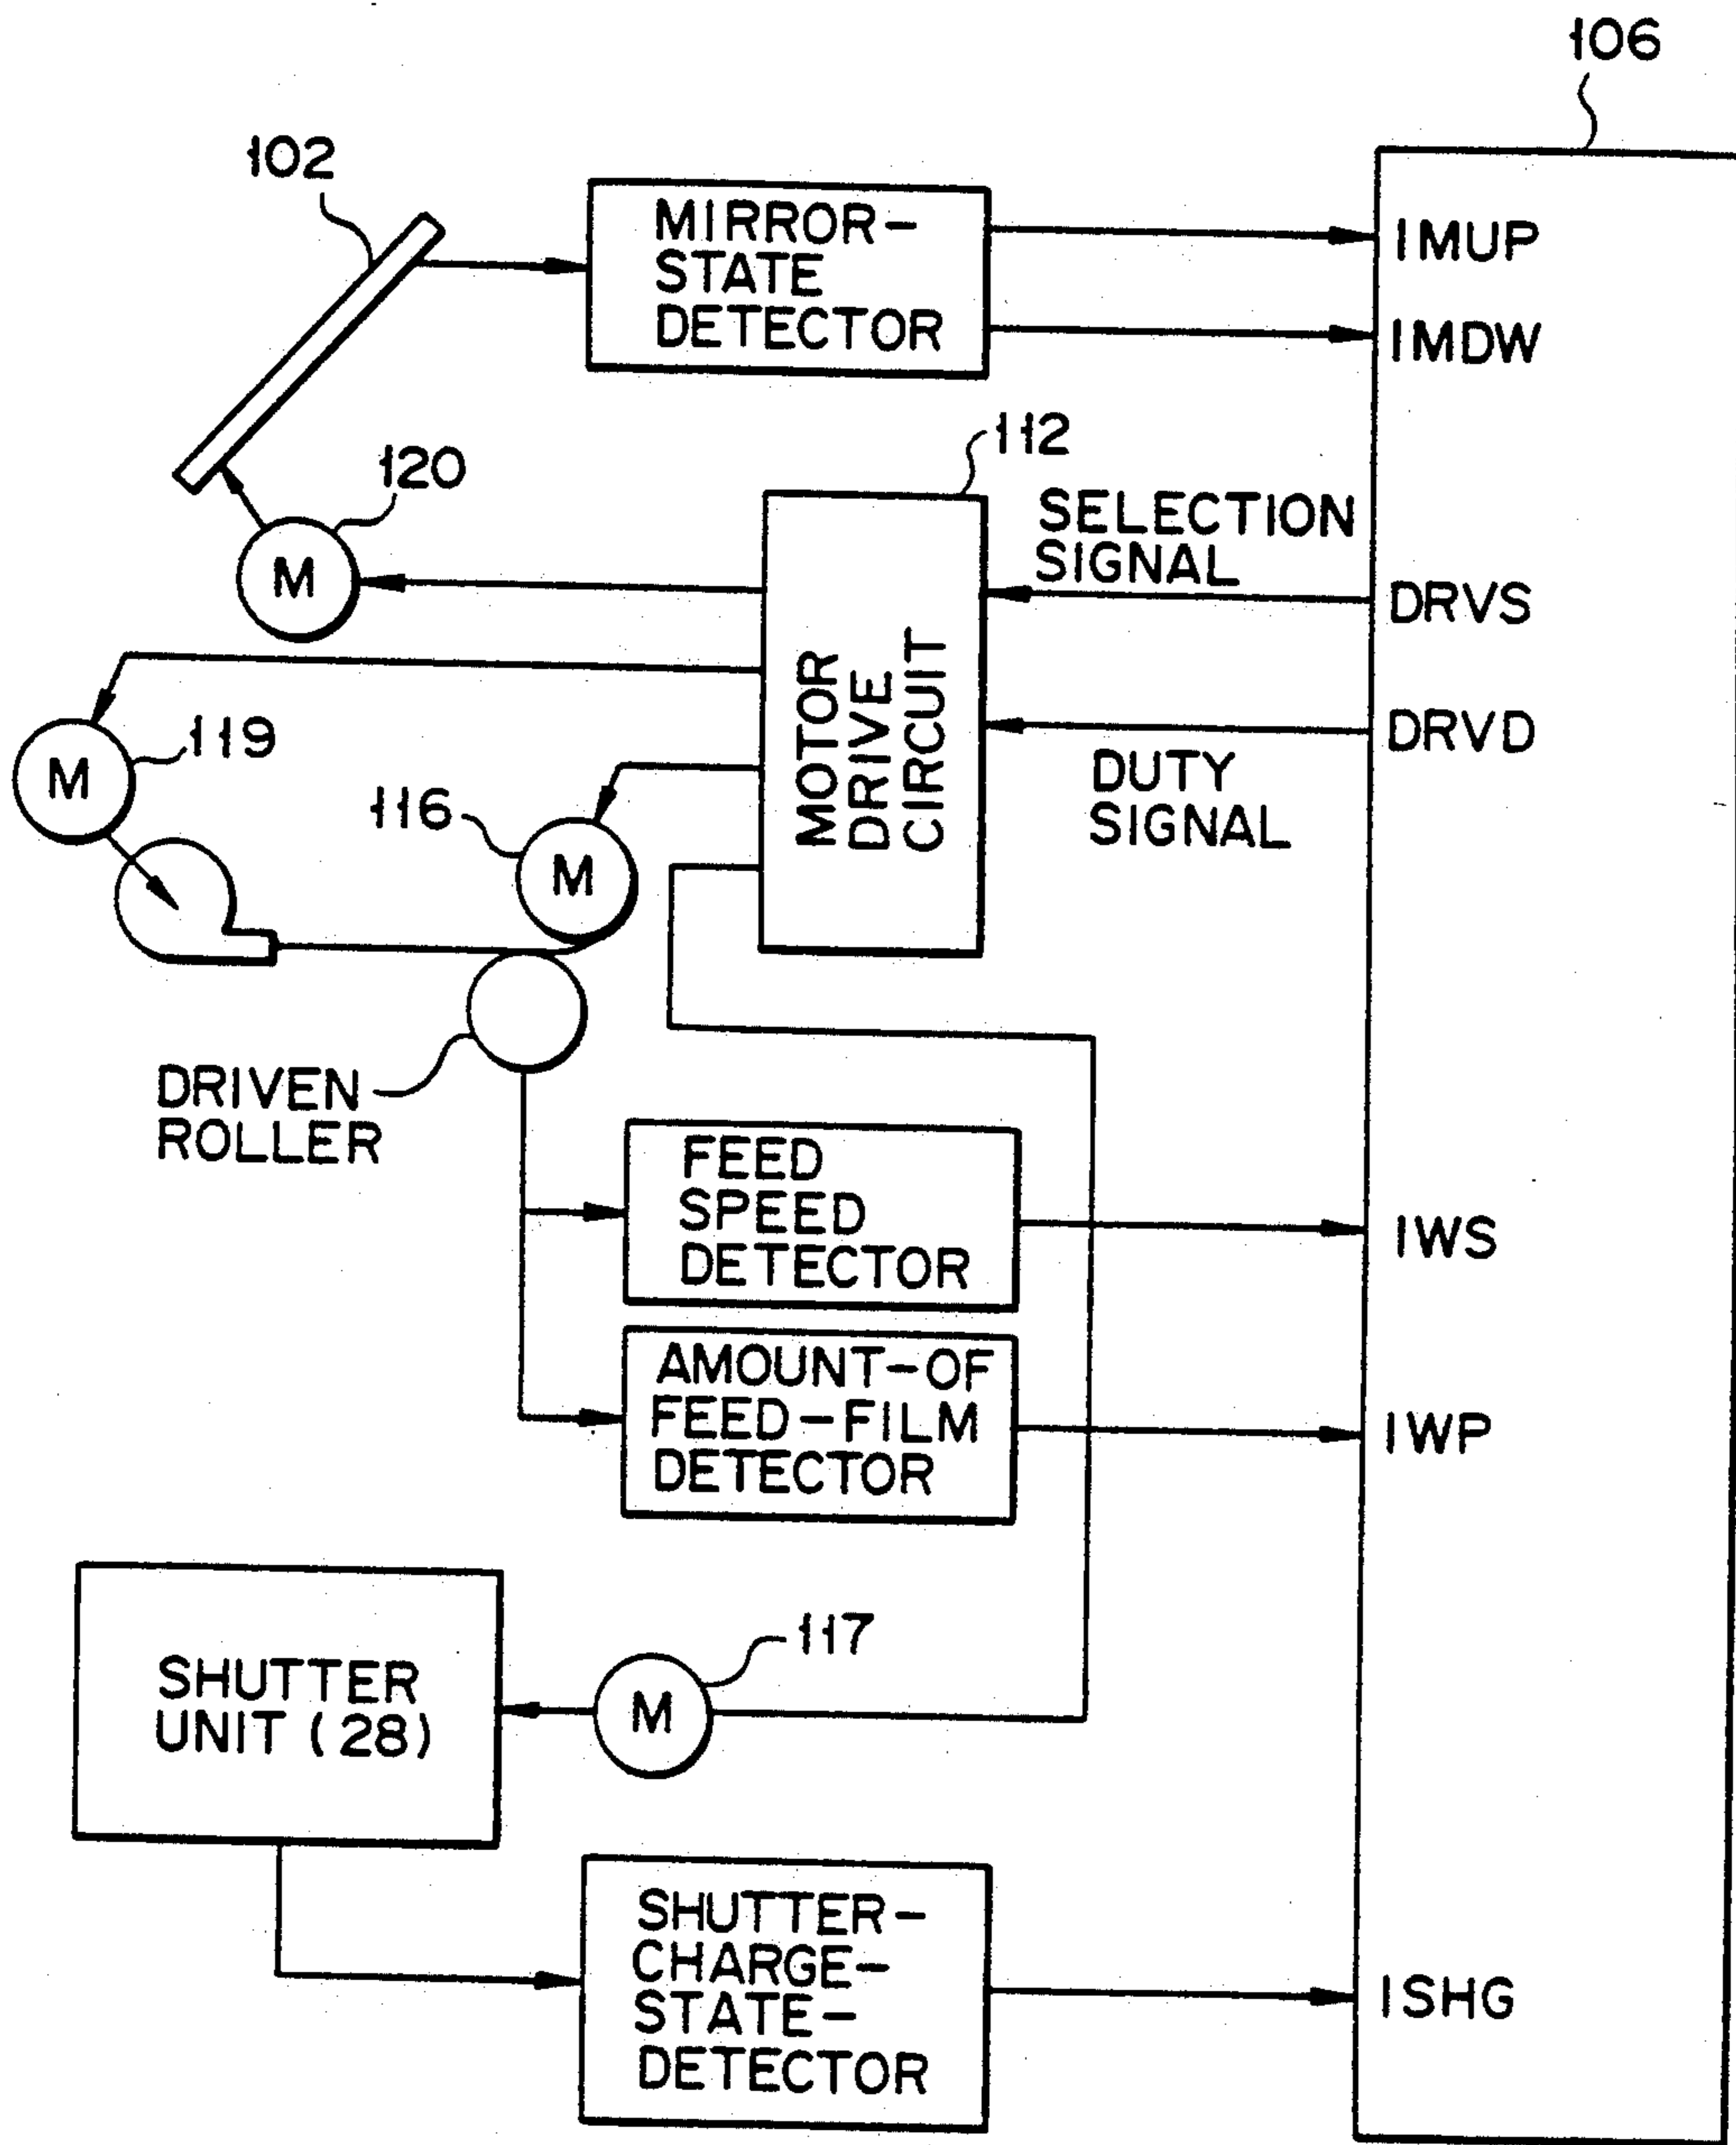 106
102
MIRROR-
STATE
DETECTOR
IMUP
IMDW
120
112
M
SELECTION
SIGNAL
DRVS
MOTOR
DRIVE
CIRCUIT
DRVD
DUTY
SIGNAL
119
M
116
M
DRIVEN
ROLLER
FEED
SPEED
DETECTOR
IWS
AMOUNT-OF
FEED-FILM
DETECTOR
IWP
SHUTTER
UNIT (28)
117
M
SHUTTER-
CHARGE-
STATE-
DETECTOR
ISHG